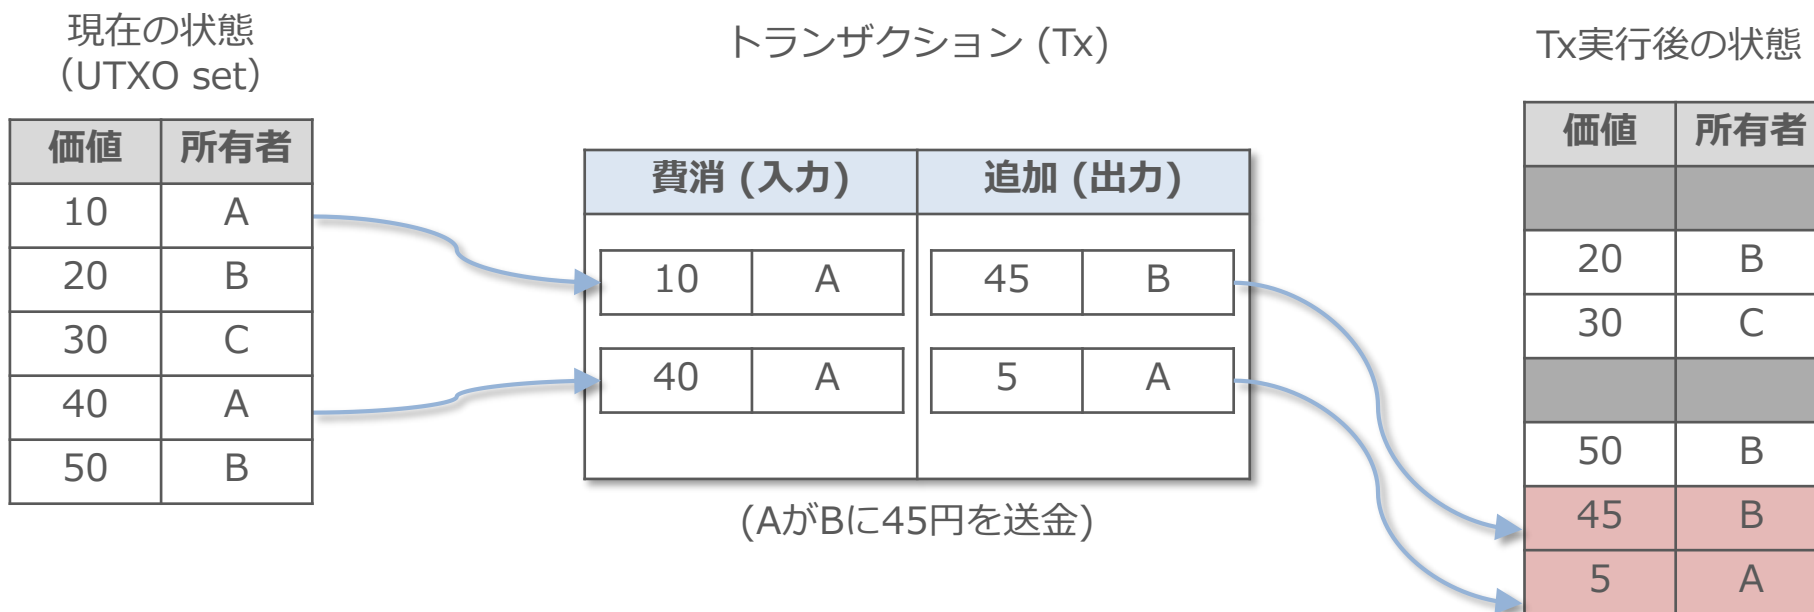 現在の状態
（UTXO set）
価値 所有者
10 A
20 B
30 C
40 A
50 B
トランザクション (Tx)
費消 (入力) 追加 (出力)
10 A 45 B
40 A 5 A
(AがBに45円を送金)
Tx実行後の状態
価値 所有者
20 B
30 C
50 B
45 B
5 A